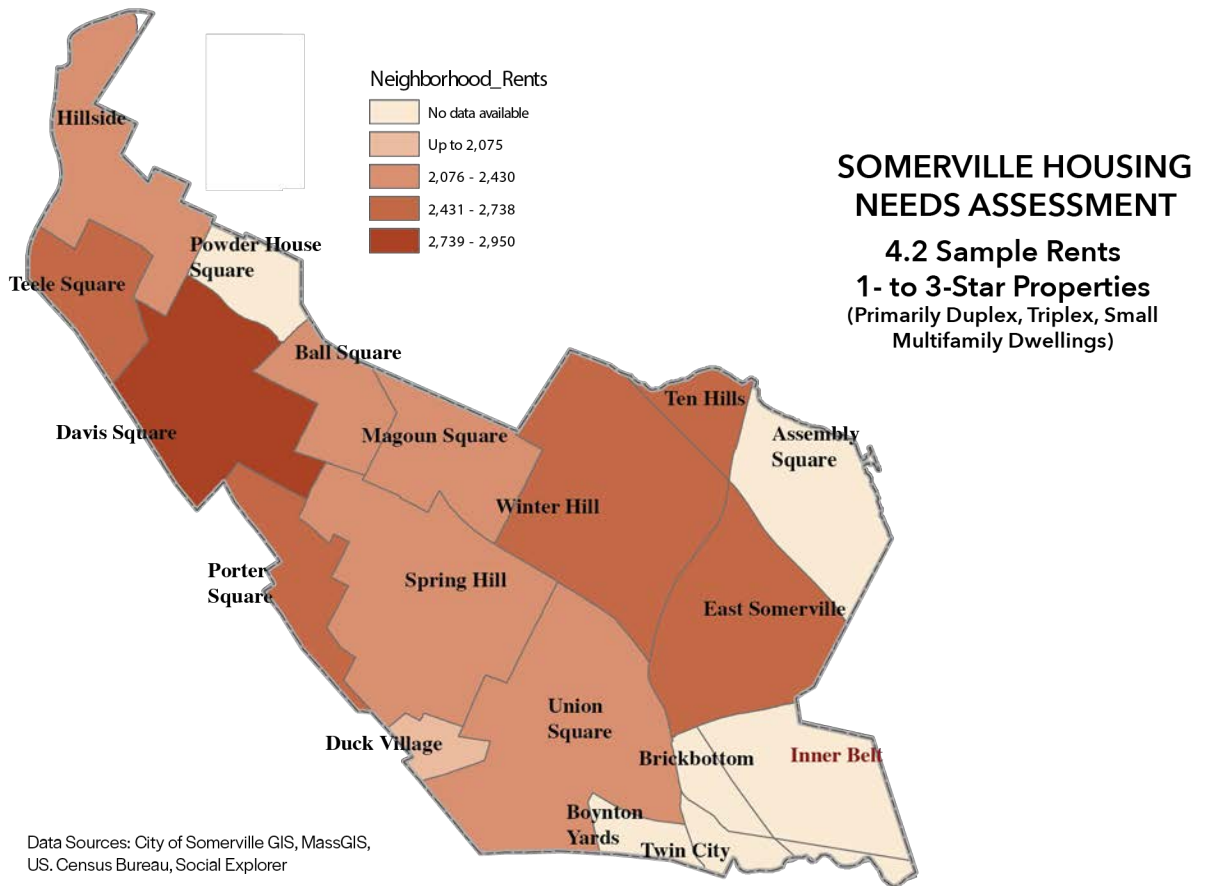 Neighborhood_Rents
No data available
Up to 2,075
2,076 - 2,430
2,431 - 2,738
2,739 - 2,950
SOMERVILLE HOUSING
NEEDS ASSESSMENT
4.2 Sample Rents
1- to 3-Star Properties
(Primarily Duplex, Triplex, Small
Multifamily Dwellings)
Hillside
Powder House
Square
Teele Square
Ball Square
Davis Square
Magoun Square
Ten Hills
Assembly
Square
Winter Hill
Porter
Square
Spring Hill
East Somerville
Union
Square
Duck Village
Brickbottom
Inner Belt
Boynton
Yards
Twin City
Data Sources: City of Somerville GIS, MassGIS,
US. Census Bureau, Social Explorer